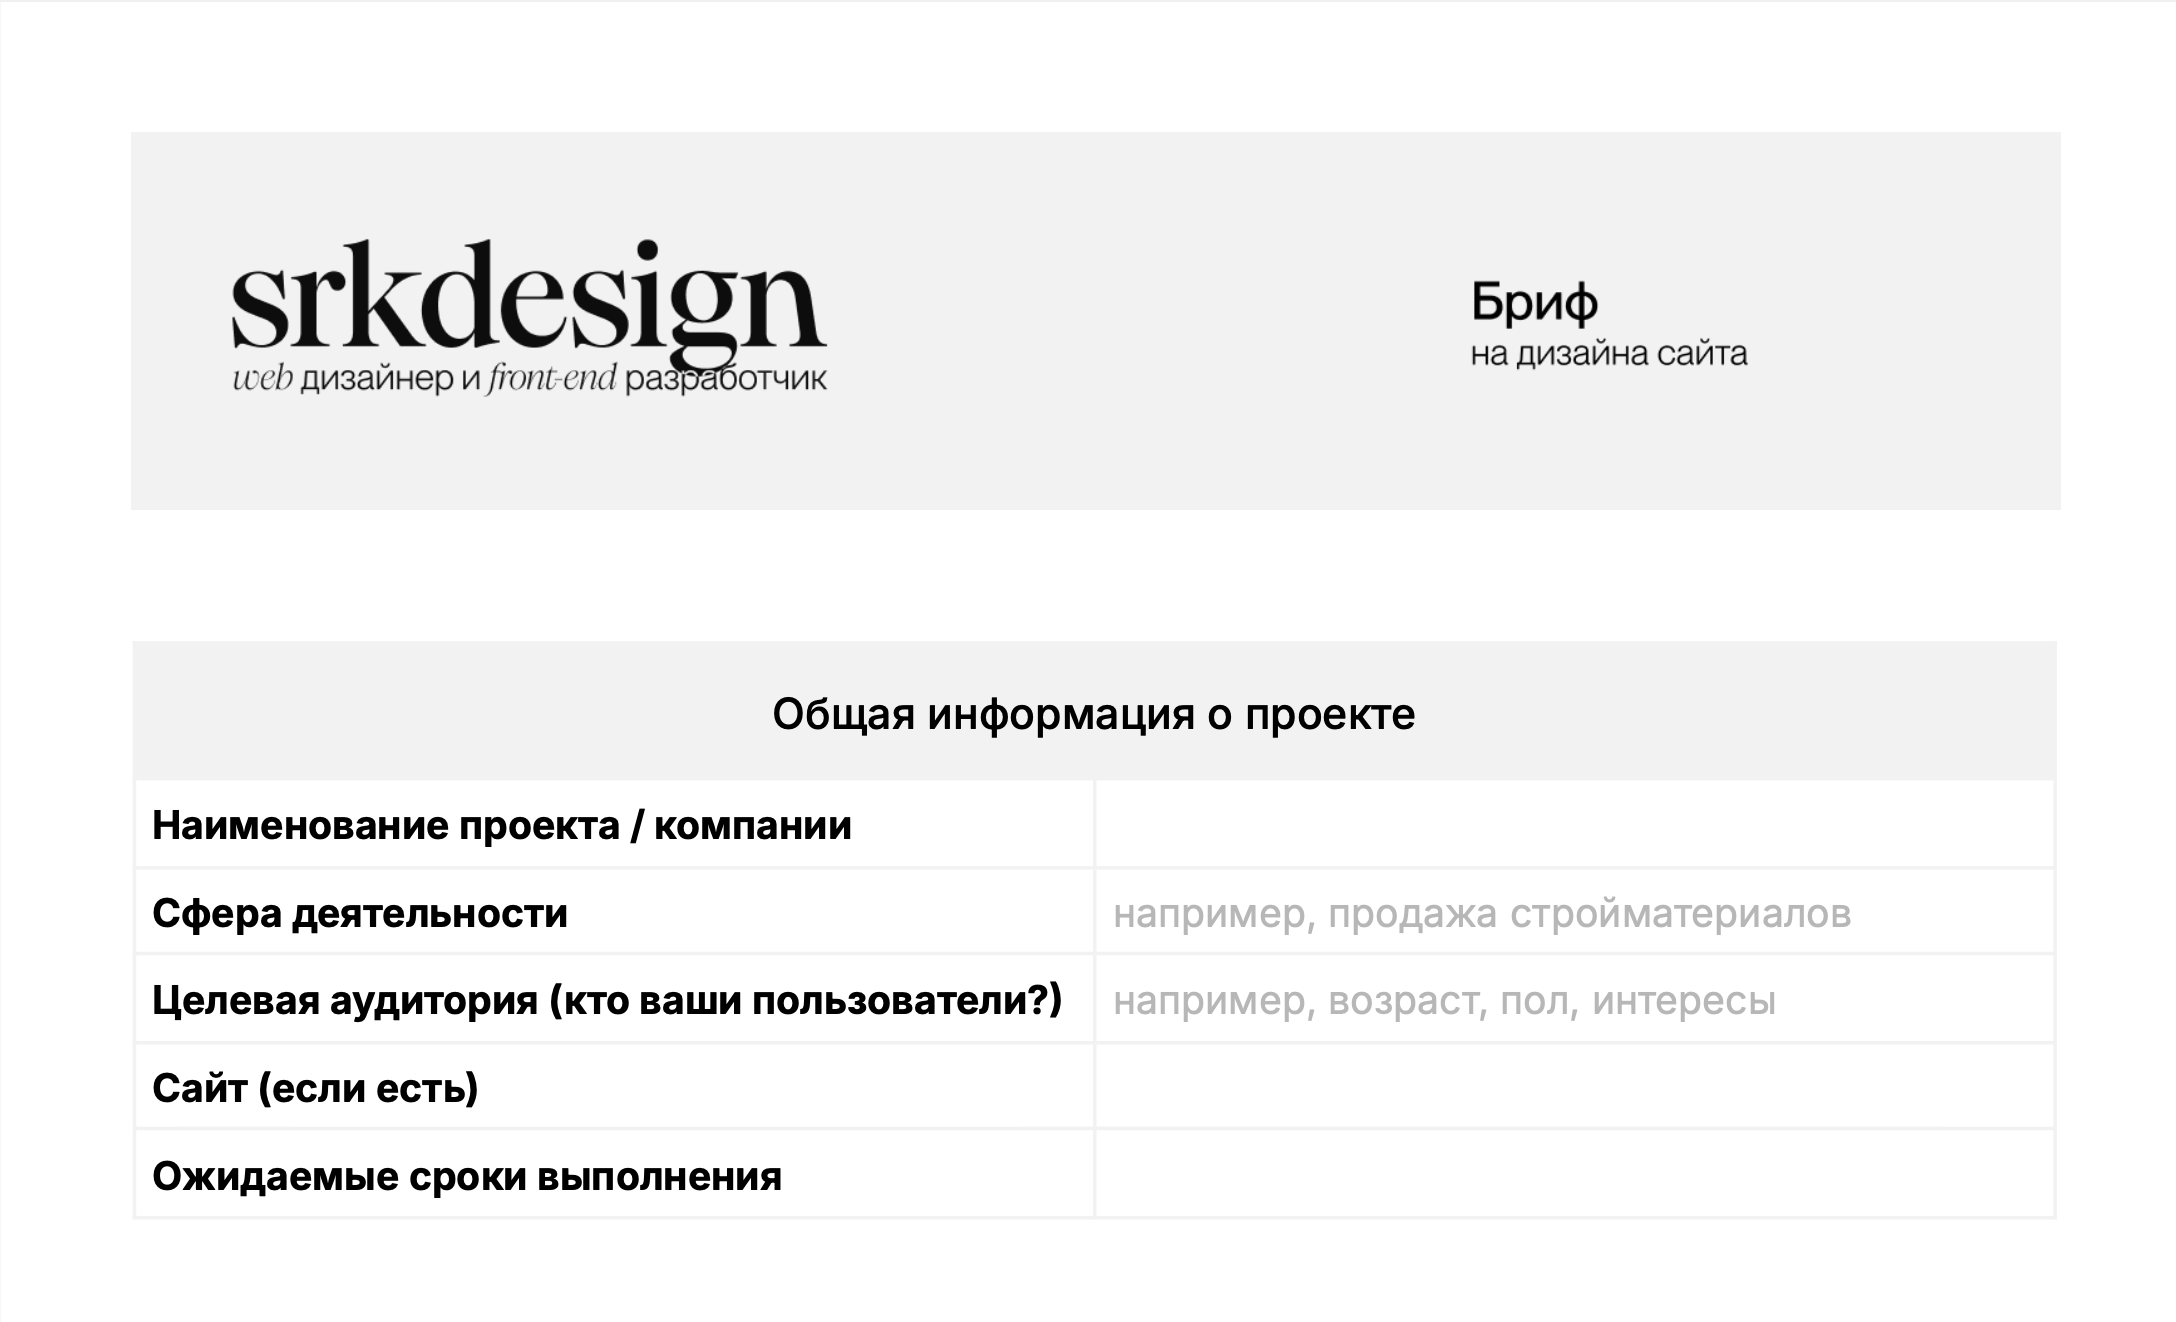 srkdesign
web дизайнер и front-end разработчик
Бриф
на дизайна сайта
Общая информация о проекте
Наименование проекта / компании
Сфера деятельности
например, продажа стройматериалов
Целевая аудитория (кто ваши пользователи?)
например, возраст, пол, интересы
Сайт (если есть)
Ожидаемые сроки выполнения